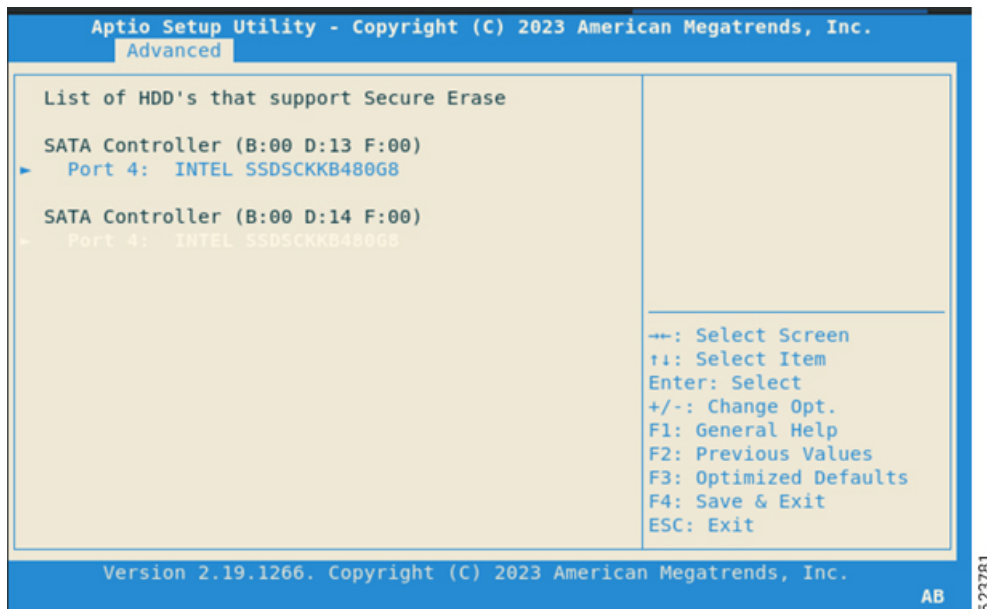 Aptio Setup Utility - Copyright (C) 2023 American Megatrends, Inc.
Advanced
List of HDD's that support Secure Erase
SATA Controller (B:00 D:13 F:00)
► Port 4: INTEL SSDSCKKB480G8
SATA Controller (B:00 D:14 F:00)
► Port 4: INTEL SSDSCKKB480G8
→←: Select Screen
↑↓: Select Item
Enter: Select
+/-: Change Opt.
F1: General Help
F2: Previous Values
F3: Optimized Defaults
F4: Save & Exit
ESC: Exit
Version 2.19.1266. Copyright (C) 2023 American Megatrends, Inc.
AB
523781